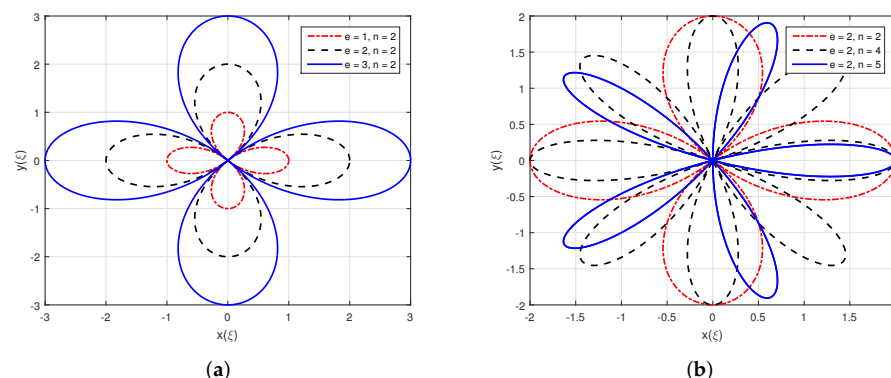 3
2
1
0
-1
-2
-3
-3
-2
-1
0
1
2
3
y(ξ)
x(ξ)
e = 1, n = 2
e = 2, n = 2
e = 3, n = 2
(a)
2
1.5
1
0.5
0
-0.5
-1
-1.5
-2
-2
-1.5
-1
-0.5
0
0.5
1
1.5
y(ξ)
x(ξ)
e = 2, n = 2
e = 2, n = 4
e = 2, n = 5
(b)